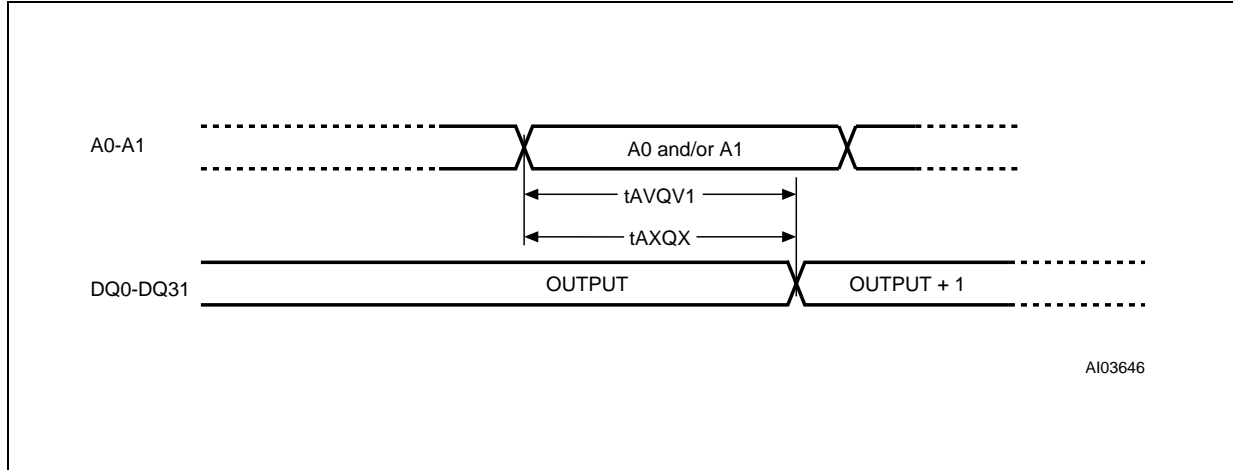 A0-A1
A0 and/or A1
tAVQV1
tAXQX
DQ0-DQ31
OUTPUT
OUTPUT + 1
AI03646